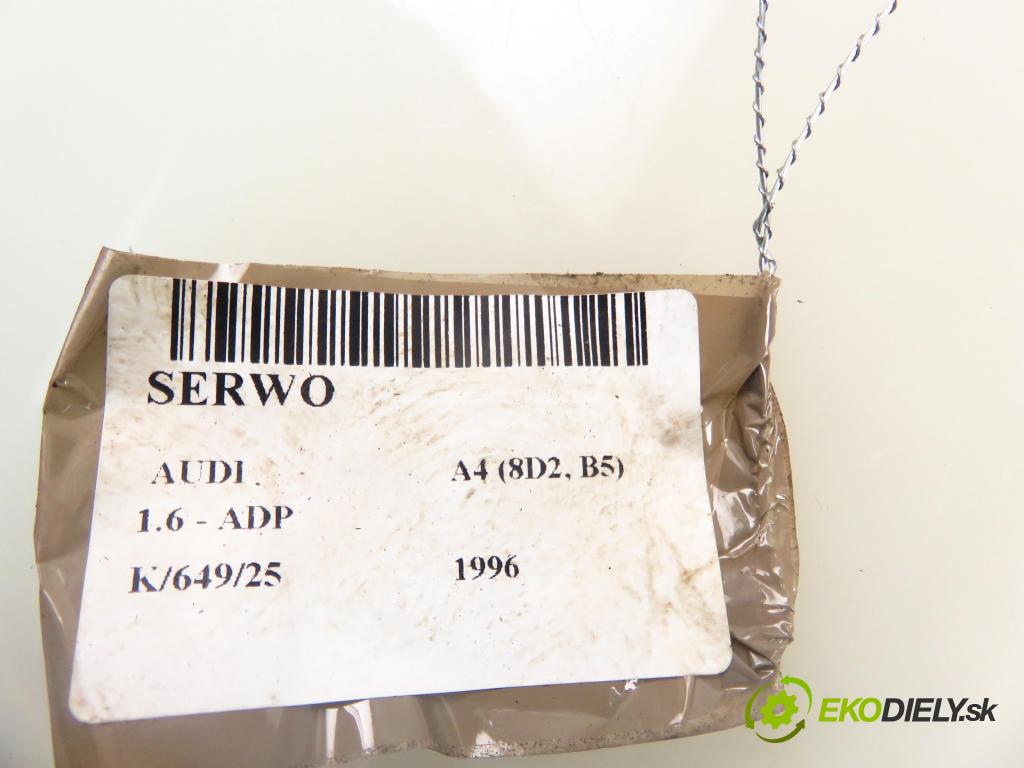 SERWO
AUDI A4 (8D2, B5)
1.6 - ADP
K/649/25 1996
EKODIELY.sk